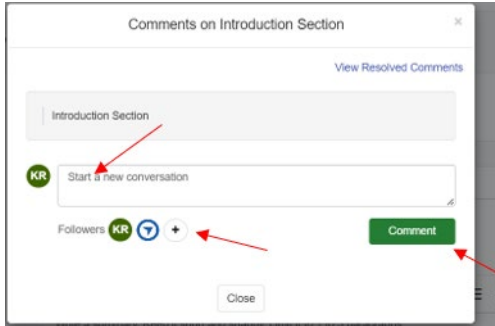 Comments on Introduction Section
×
View Resolved Comments
Introduction Section
KR
Start a new conversation
Followers KR +
Comment
Close